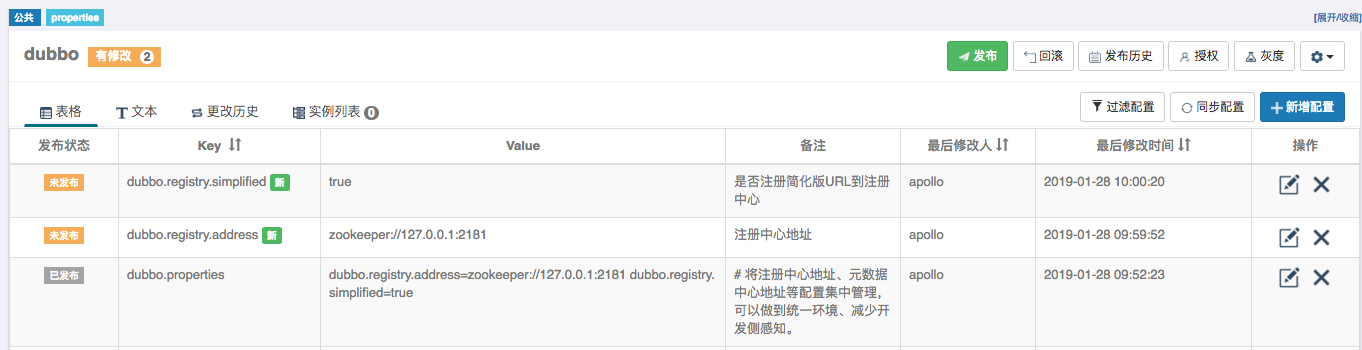 公共 properties [展开/收缩]
dubbo 有修改 2 发布 回滚 发布历史 授权 灰度
表格 文本 更改历史 实例列表 0 过滤配置 同步配置 新增配置
发布状态 Key Value 备注 最后修改人 最后修改时间 操作
未发布 dubbo.registry.simplified 新 true 是否注册简化版URL到注册 apollo 2019-01-28 10:00:20
中心
未发布 dubbo.registry.address 新 zookeeper://127.0.0.1:2181 注册中心地址 apollo 2019-01-28 09:59:52
已发布 dubbo.properties dubbo.registry.address=zookeeper://127.0.0.1:2181 dubbo.registry. # 将注册中心地址、元数据 apollo 2019-01-28 09:52:23
simplified=true 中心地址等配置集中管理，
可以做到统一环境、减少开
发侧感知。